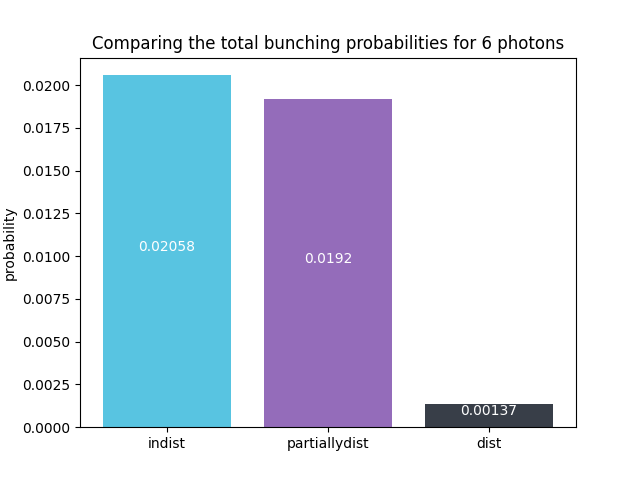 Comparing the total bunching probabilities for 6 photons
probability
0.0200
0.0175
0.0150
0.0125
0.0100
0.0075
0.0050
0.0025
0.0000
0.02058
0.0192
0.00137
indist
partiallydist
dist